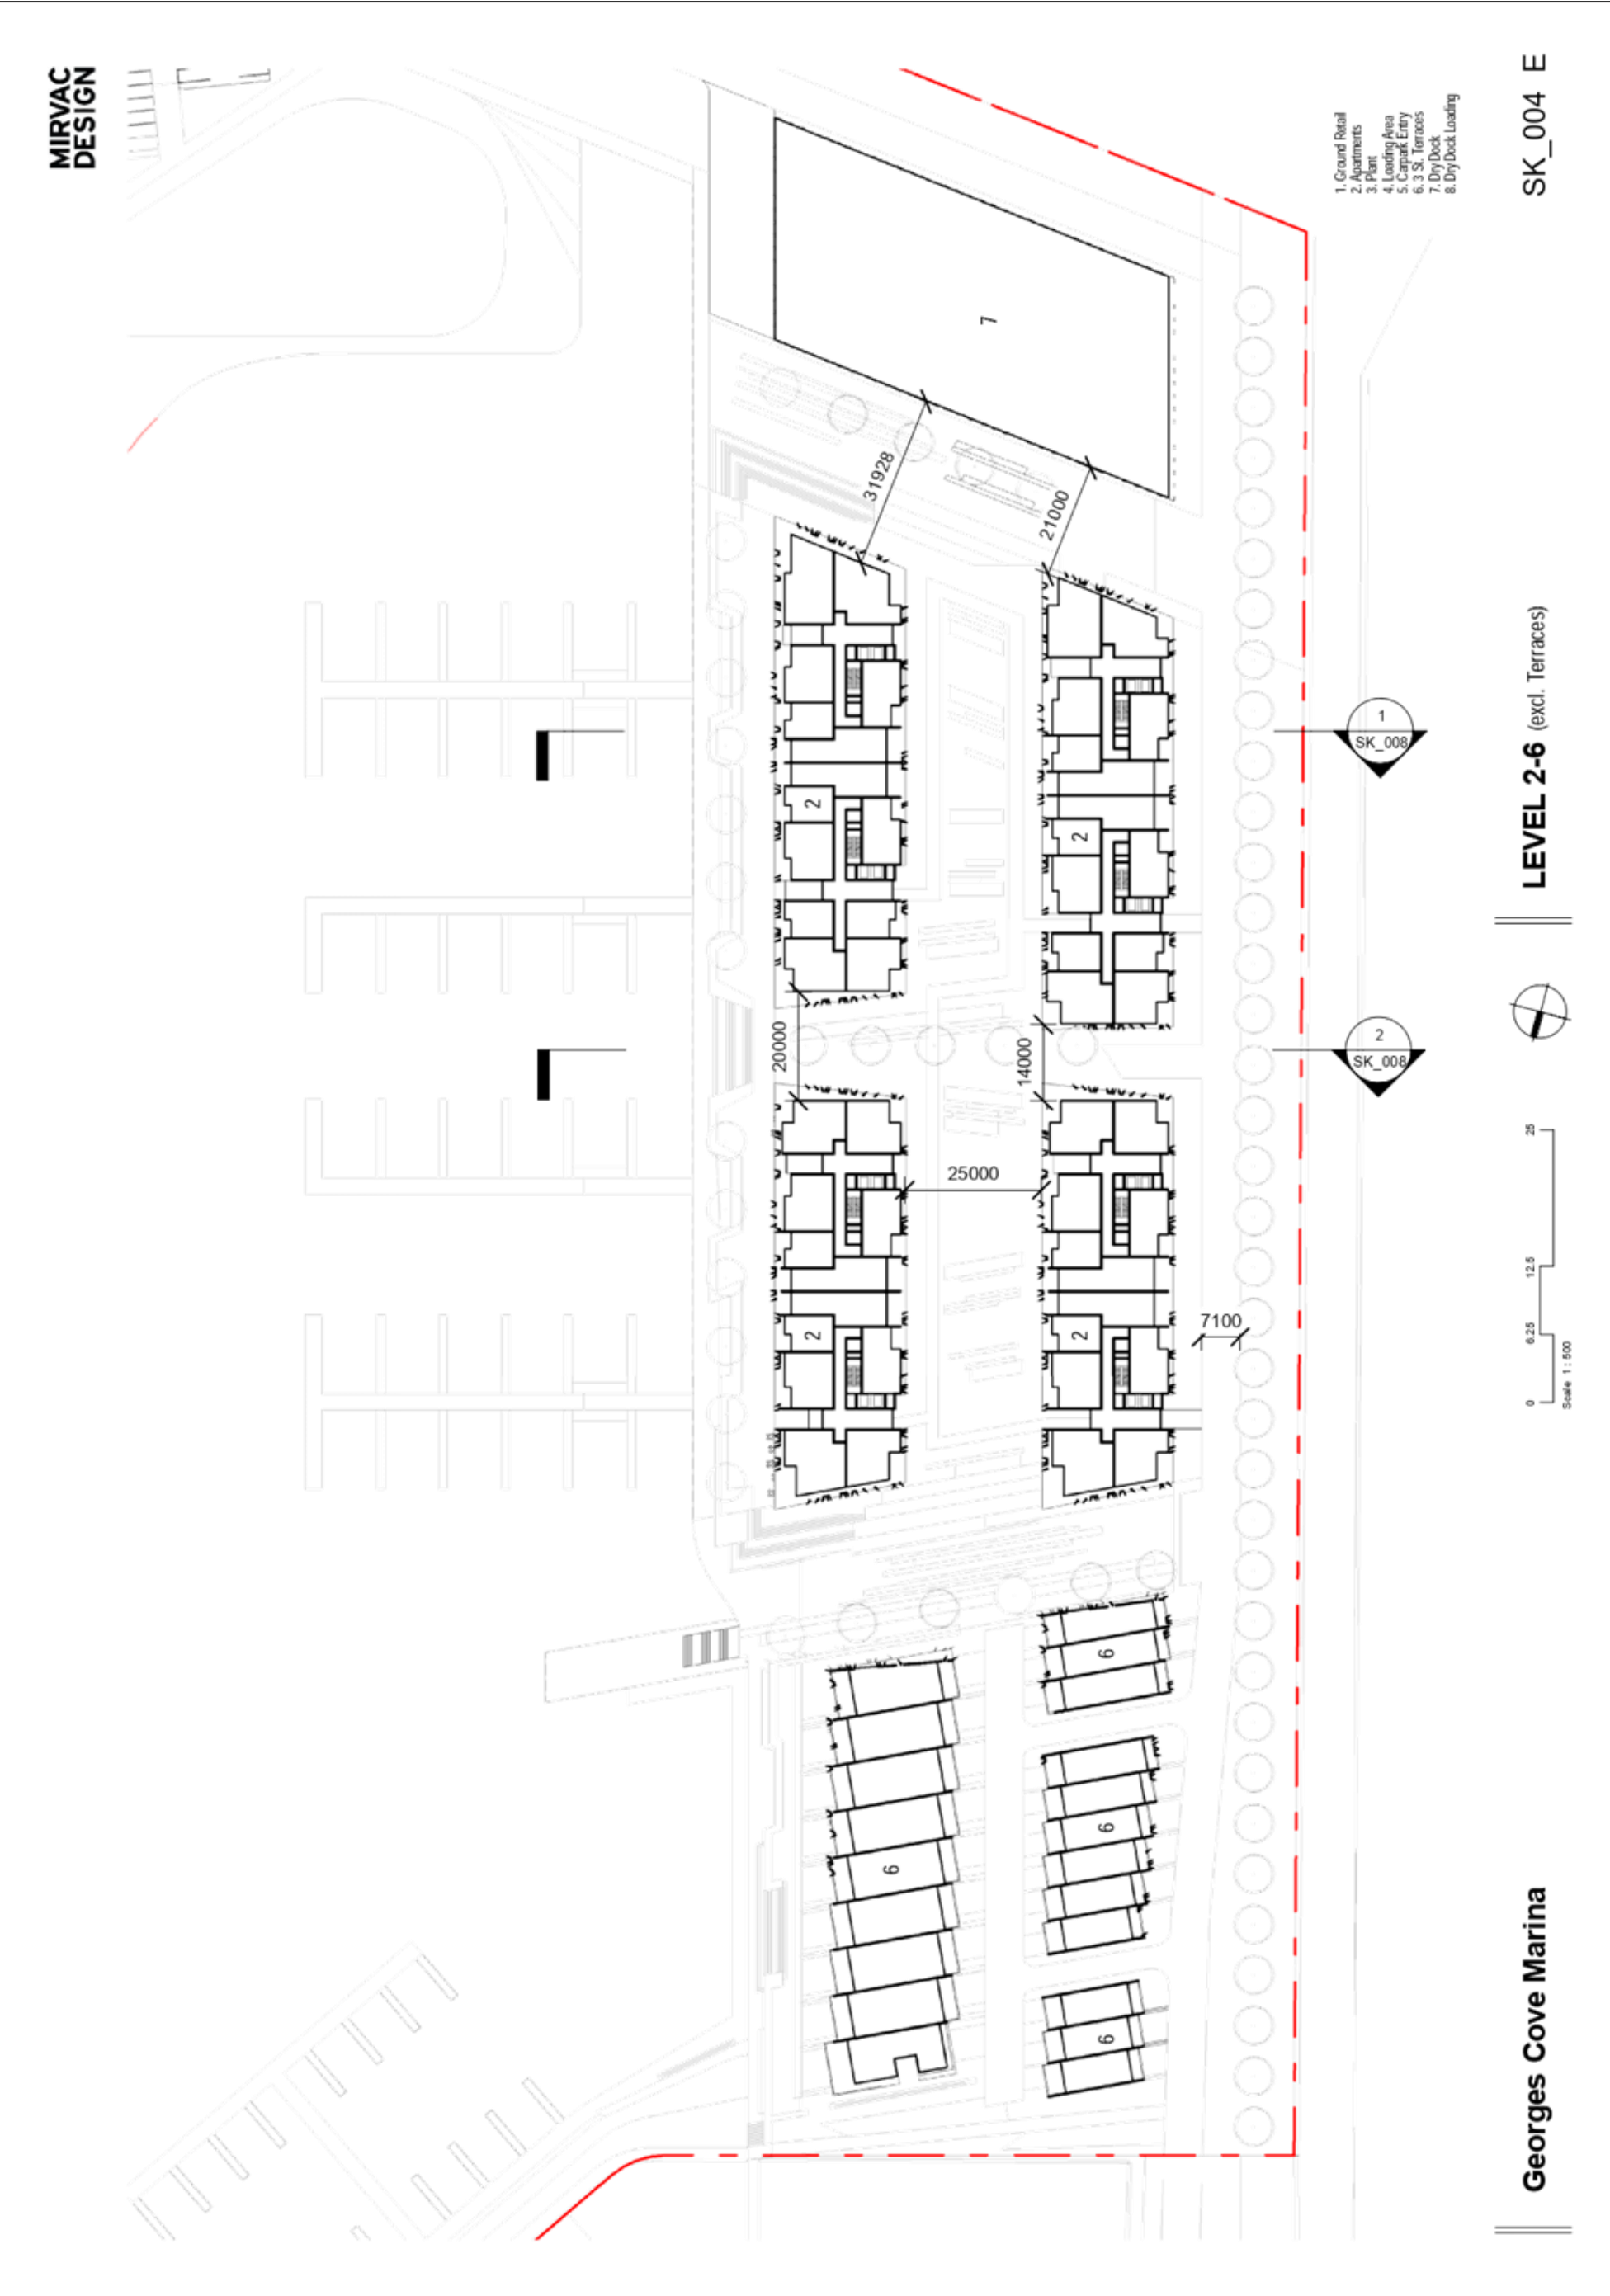 MIRVAC
DESIGN
1. Ground Retail
2. Apartments
3. Plant
4. Loading Area
5. Carpark Entry
6. 3 St. Terraces
7. Dry Dock
8. Dry Dock Loading
SK_004 E
7
31928
21000
2
2
20000
14000
25000
2
2
7100
6
6
6
6
1
SK_008
2
SK_008
LEVEL 2-6 (excl. Terraces)
0 6.25 12.5 25
Scale 1 : 500
Georges Cove Marina